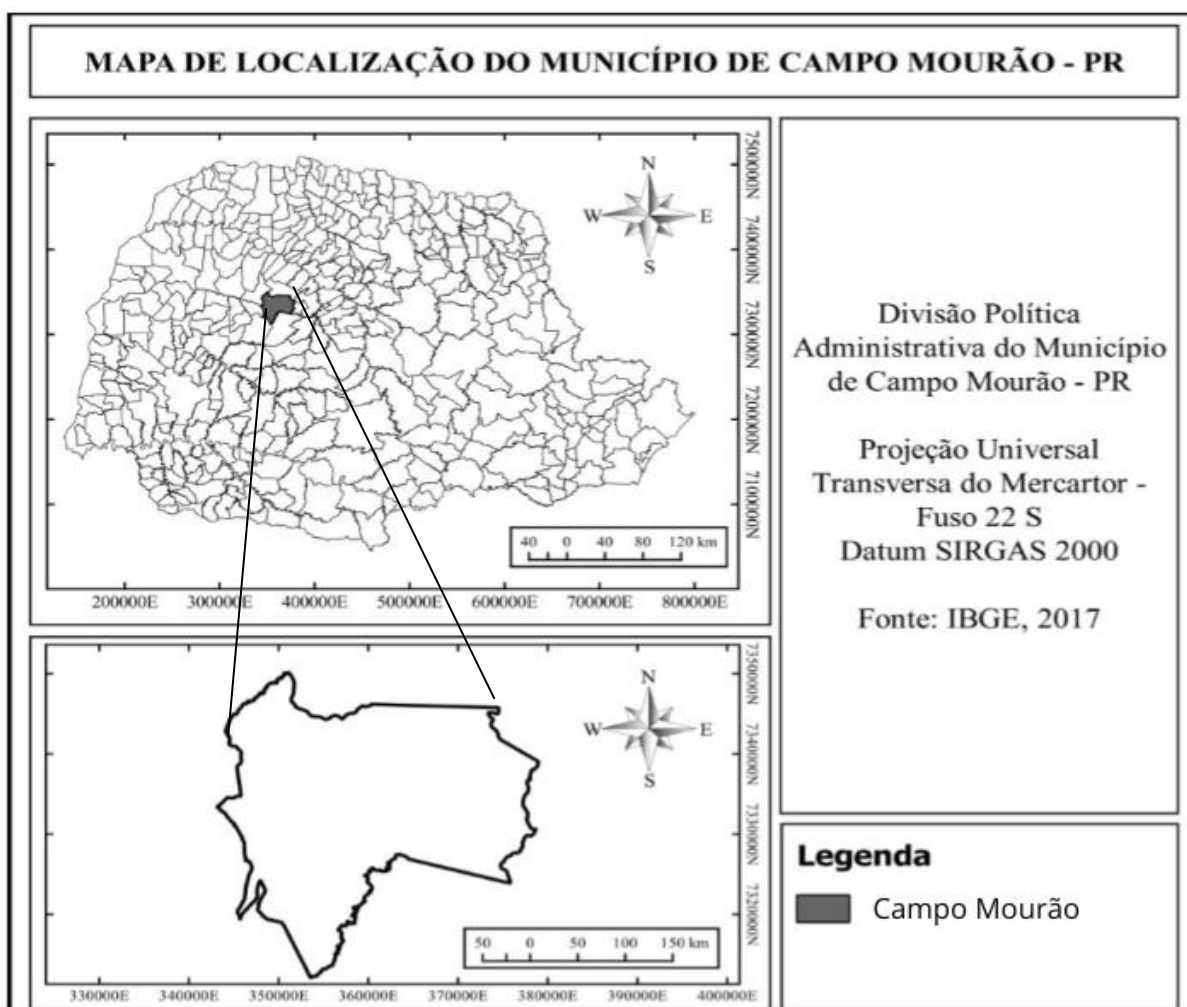 MAPA DE LOCALIZAÇÃO DO MUNICÍPIO DE CAMPO MOURÃO - PR
N
W
E
S
7500000N
7400000N
7300000N
7200000N
7100000N
40 0 40 80 120 km
200000E 300000E 400000E 500000E 600000E 700000E 800000E
N
W
E
S
7350000N
7340000N
7330000N
7320000N
50 0 50 100 150 km
330000E 340000E 350000E 360000E 370000E 380000E 390000E 400000E
Divisão Política
Administrativa do Município
de Campo Mourão - PR
Projeção Universal
Transversa do Mercartor -
Fuso 22 S
Datum SIRGAS 2000
Fonte: IBGE, 2017
Legenda
Campo Mourão